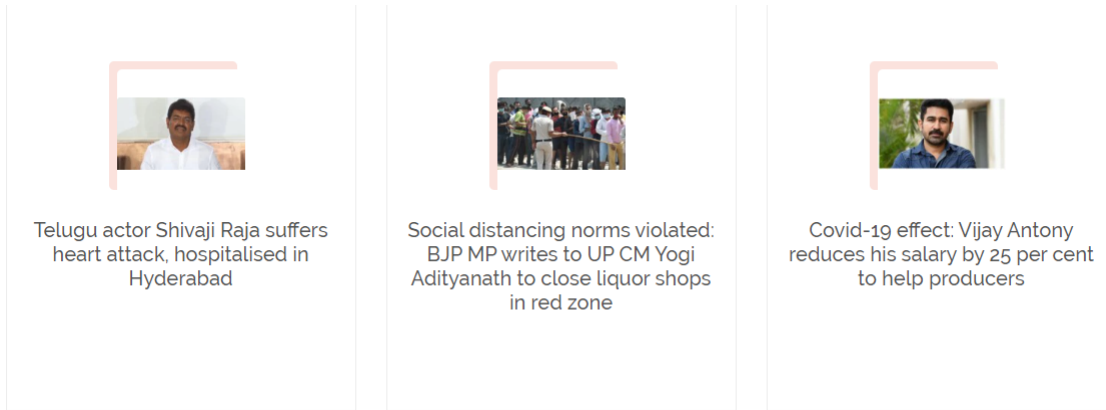 Telugu actor Shivaji Raja suffers
heart attack, hospitalised in
Hyderabad
Social distancing norms violated:
BJP MP writes to UP CM Yogi
Adityanath to close liquor shops
in red zone
Covid-19 effect: Vijay Antony
reduces his salary by 25 per cent
to help producers